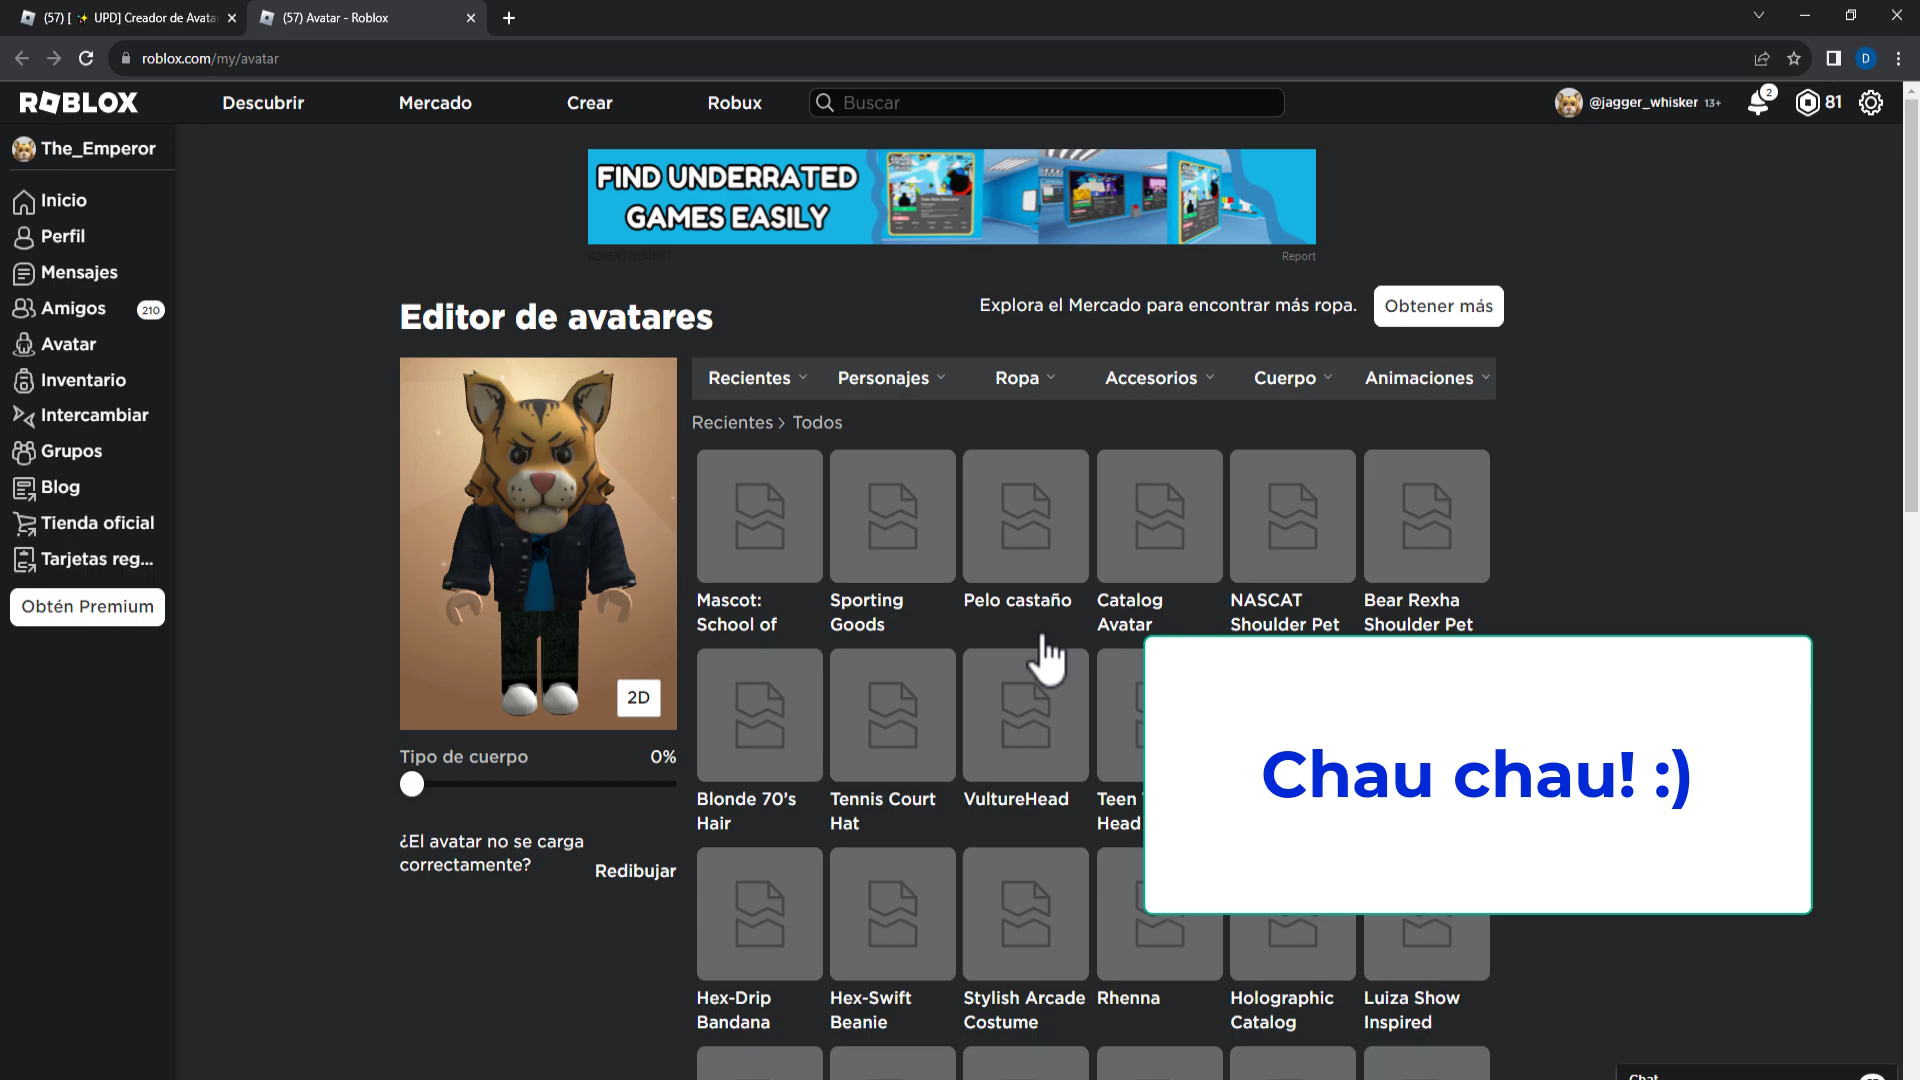 (57) [ ✨ UPD] Creador de Avata
(57) Avatar - Roblox
roblox.com/my/avatar
D
ROBLOX
Descubrir
Mercado
Crear
Robux
Buscar
@jagger_whisker 13+
2
81
The_Emperor
Inicio
Perfil
Mensajes
Amigos 210
Avatar
Inventario
Intercambiar
Grupos
Blog
Tienda oficial
Tarjetas reg...
Obtén Premium
FIND UNDERRATED
GAMES EASILY
ADVERTISEMENT
Report
Editor de avatares
Explora el Mercado para encontrar más ropa.
Obtener más
Recientes
Personajes
Ropa
Accesorios
Cuerpo
Animaciones
Recientes > Todos
2D
Tipo de cuerpo 0%
¿El avatar no se carga
correctamente?
Redibujar
Mascot:
School of
Sporting
Goods
Pelo castaño
Catalog
Avatar
NASCAT
Shoulder Pet
Bear Rexha
Shoulder Pet
Blonde 70's
Hair
Tennis Court
Hat
VultureHead
Teen
Head
Chau chau! :)
Hex-Drip
Bandana
Hex-Swift
Beanie
Stylish Arcade
Costume
Rhenna
Holographic
Catalog
Luiza Show
Inspired
Chat